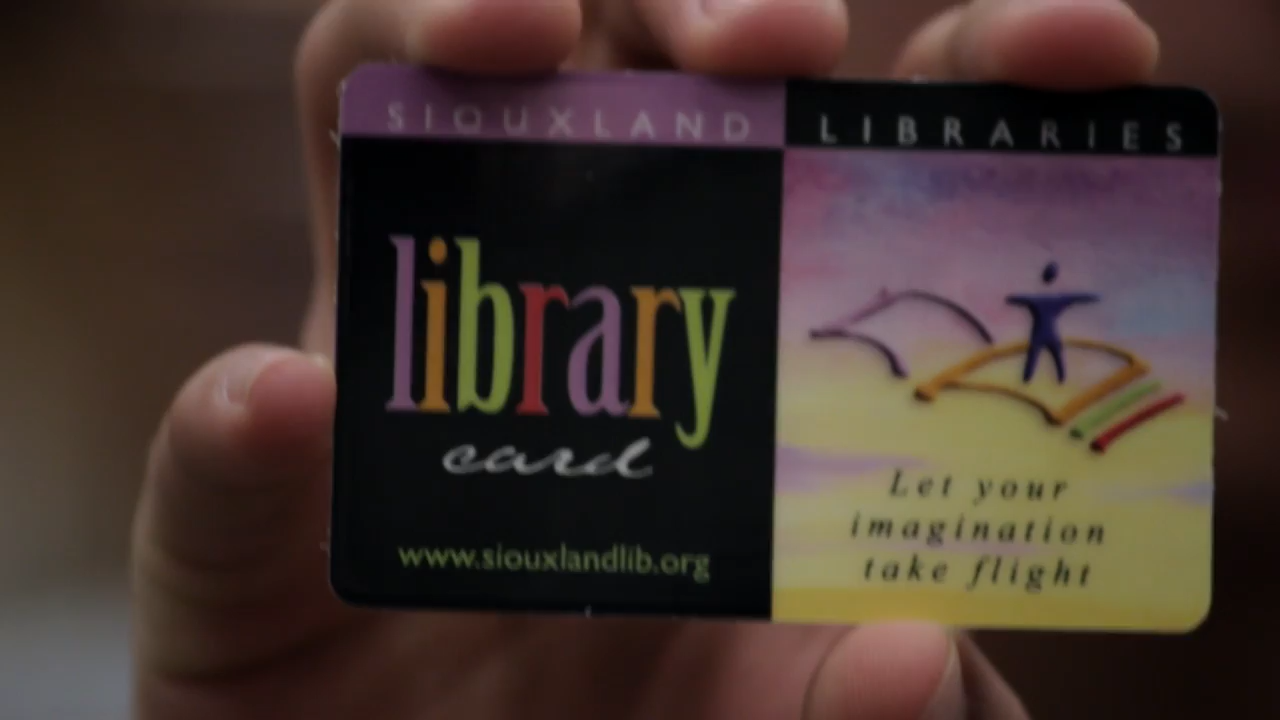 SIOUXLAND LIBRARIES
library
card
www.siouxlandlib.org
Let your
imagination
take flight